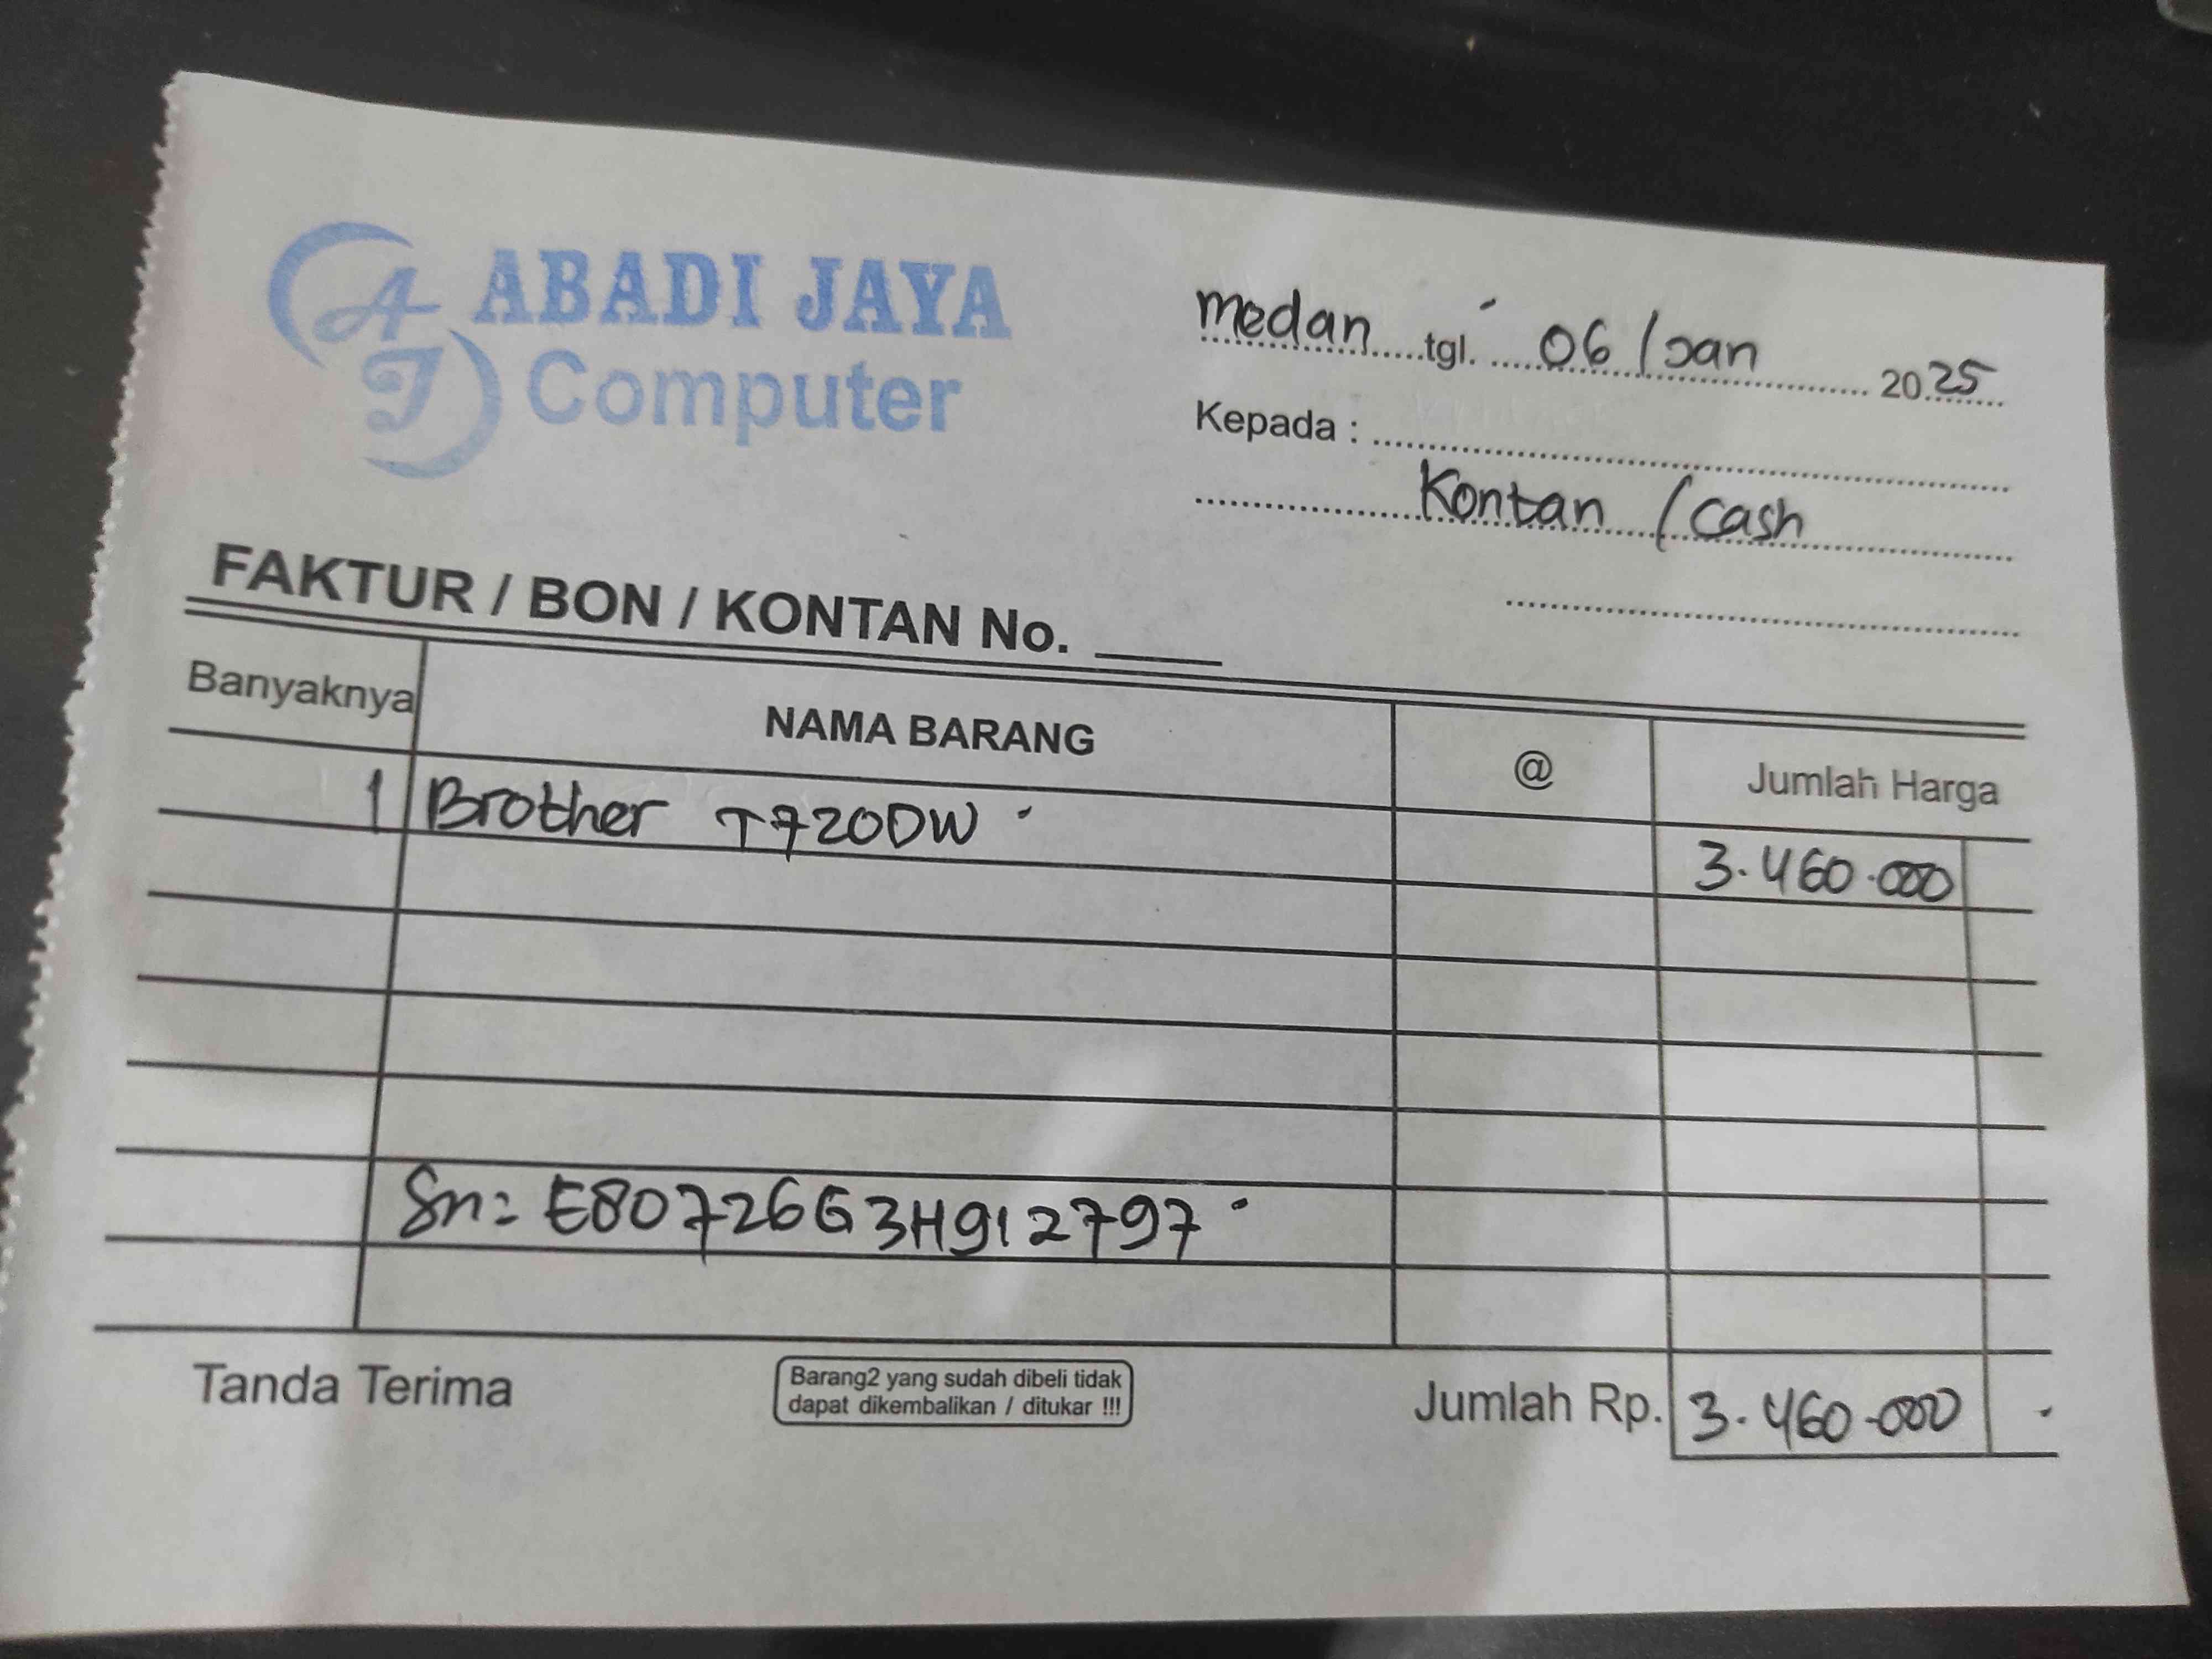 AJ ABADI JAYA
Computer
medan tgl. 06/Jan 2025
Kepada :
Kontan / cash
FAKTUR / BON / KONTAN No.
Banyaknya NAMA BARANG @ Jumlah Harga
1 Brother T720DW 3.460.000
Sn= E80726G3H912797
Tanda Terima
Barang2 yang sudah dibeli tidak
dapat dikembalikan / ditukar !!!
Jumlah Rp. 3.460.000